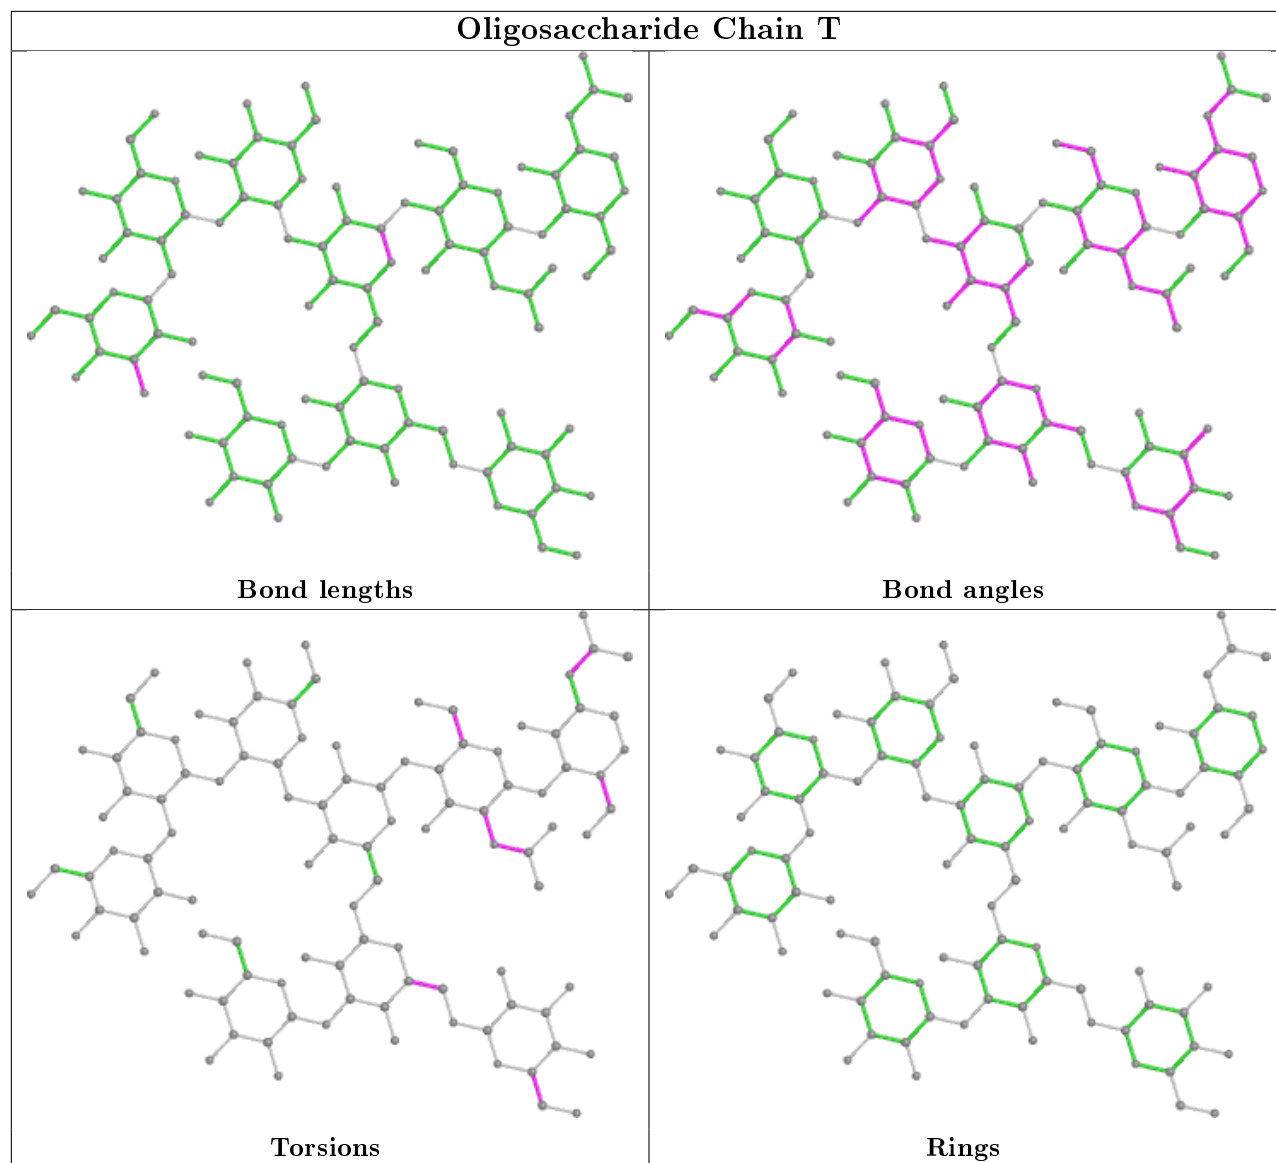 Oligosaccharide Chain T
Bond lengths
Bond angles
Torsions
Rings